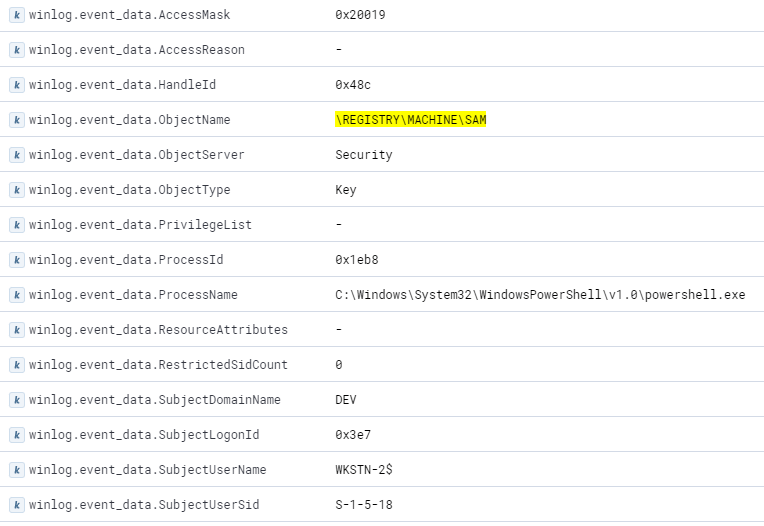 k winlog.event_data.AccessMask 0x20019
k winlog.event_data.AccessReason -
k winlog.event_data.HandleId 0x48c
k winlog.event_data.ObjectName \REGISTRY\MACHINE\SAM
k winlog.event_data.ObjectServer Security
k winlog.event_data.ObjectType Key
k winlog.event_data.PrivilegeList -
k winlog.event_data.ProcessId 0x1eb8
k winlog.event_data.ProcessName C:\Windows\System32\WindowsPowerShell\v1.0\powershell.exe
k winlog.event_data.ResourceAttributes -
k winlog.event_data.RestrictedSidCount 0
k winlog.event_data.SubjectDomainName DEV
k winlog.event_data.SubjectLogonId 0x3e7
k winlog.event_data.SubjectUserName WKSTN-2$
k winlog.event_data.SubjectUserSid S-1-5-18